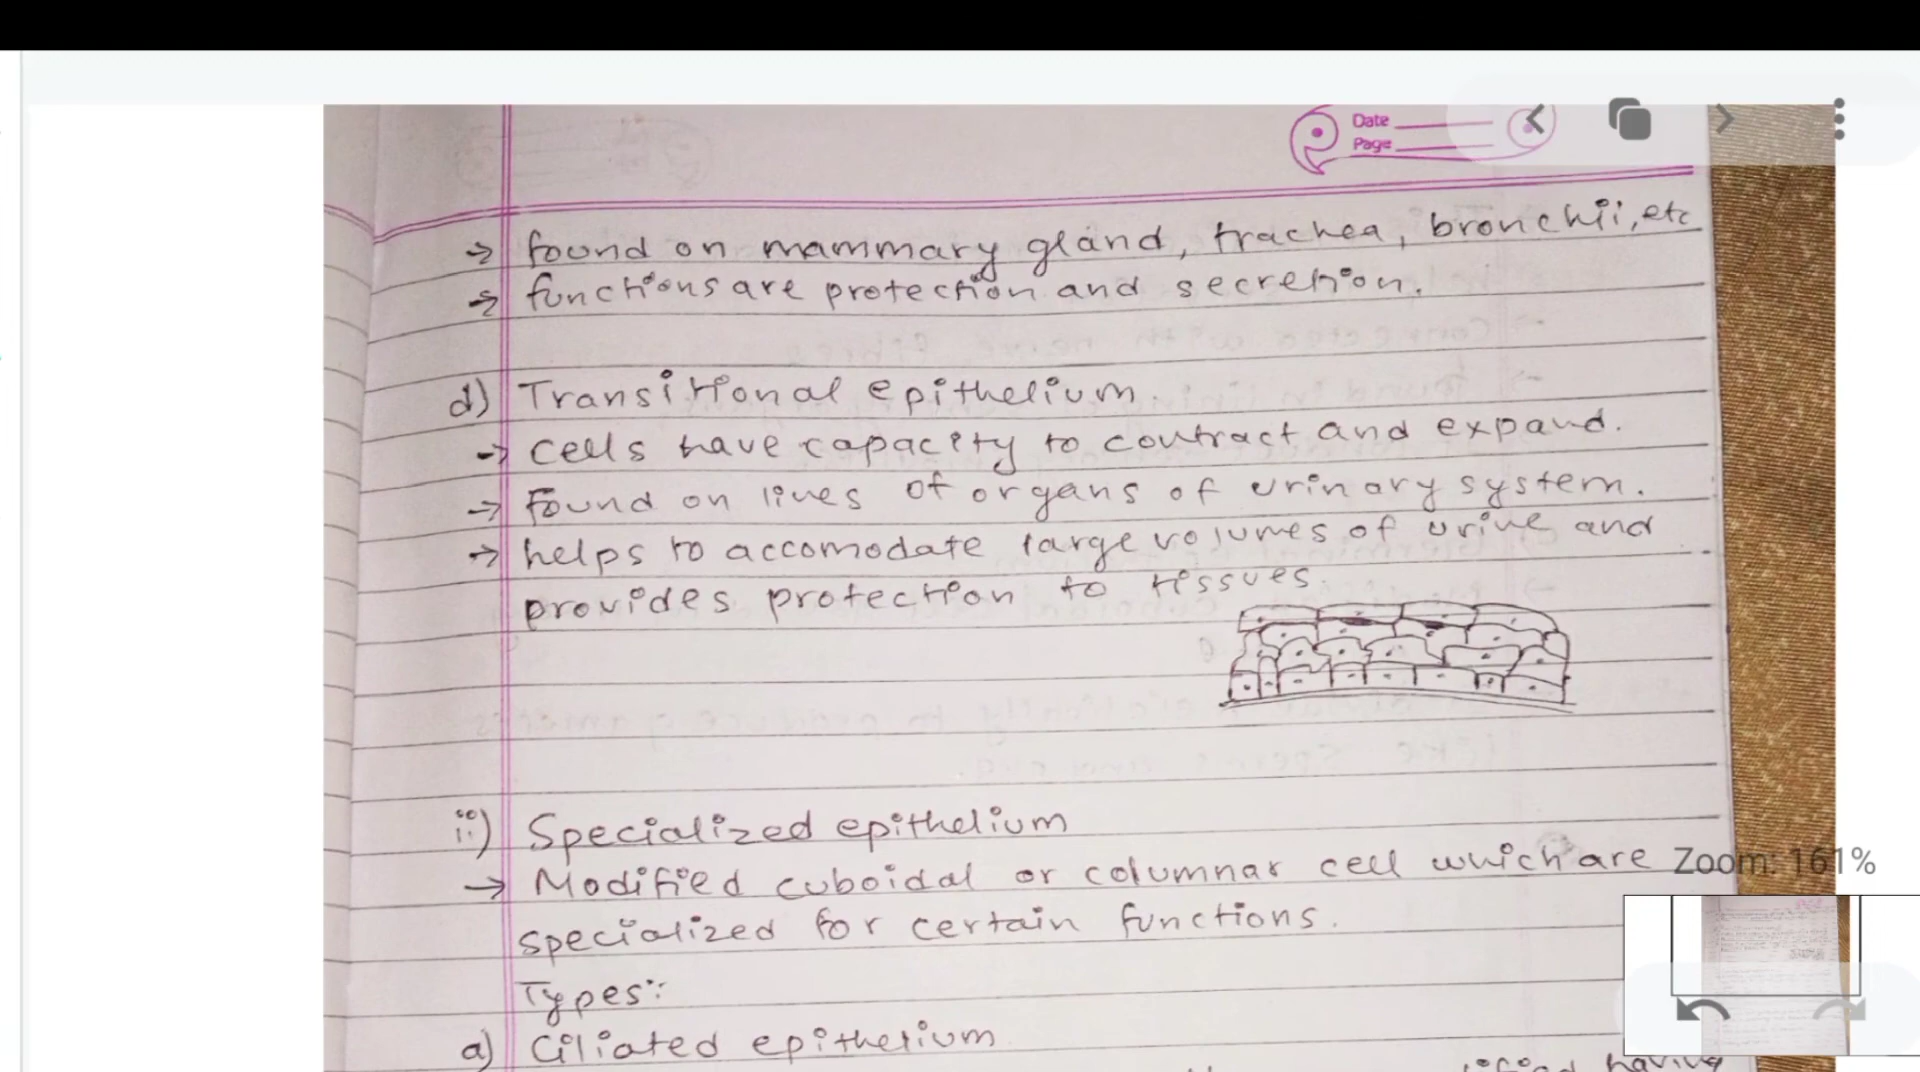 Date
Page
→ found on mammary gland, trachea, bronchii, etc
→ functions are protection and secretion.
d) Transitional epithelium.
→ cells have capacity to contract and expand.
→ Found on lines of organs of urinary system.
→ helps to accomodate large volumes of urine and
provides protection to tissues.
ii) Specialized epithelium
→ Modified cuboidal or columnar cell which are
Zoom: 161%
specialized for certain functions.
Types:
a) Ciliated epithelium
having